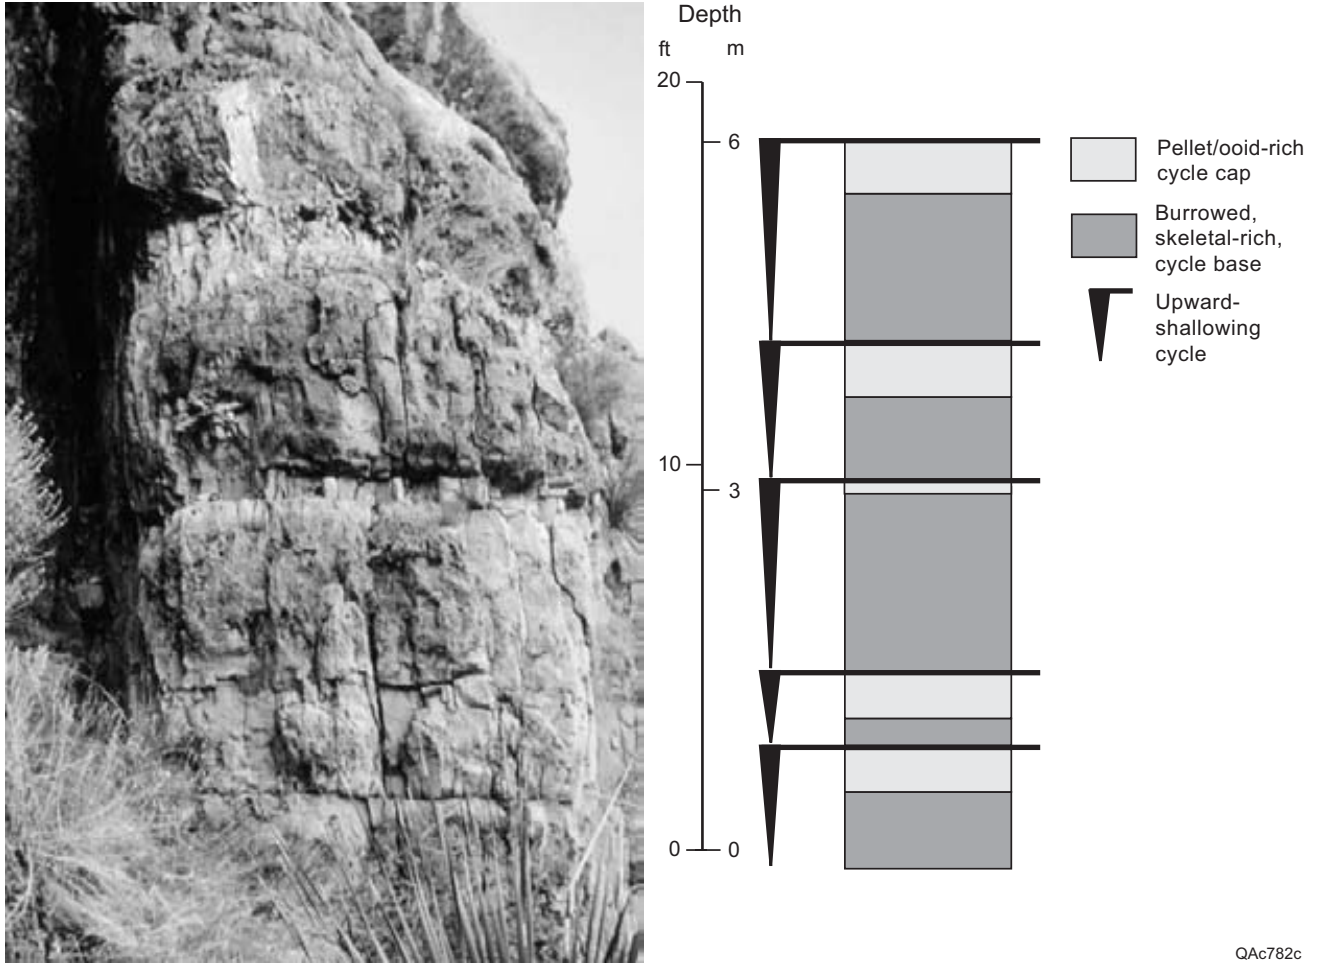 Depth
ft m
20
6
10
3
0 0
Pellet/ooid-rich
cycle cap
Burrowed,
skeletal-rich,
cycle base
Upward-
shallowing
cycle
QAc782c